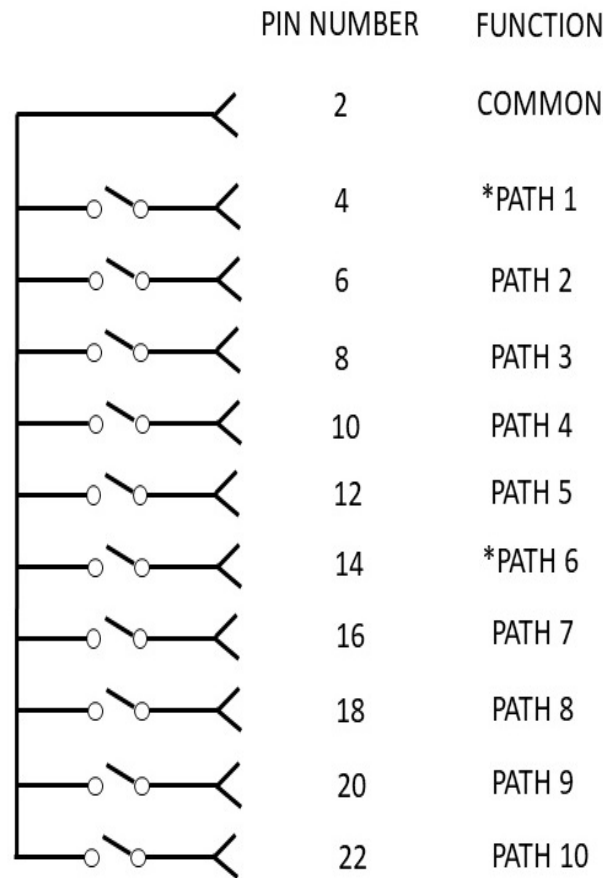 PIN NUMBER FUNCTION
2 COMMON
4 *PATH 1
6 PATH 2
8 PATH 3
10 PATH 4
12 PATH 5
14 *PATH 6
16 PATH 7
18 PATH 8
20 PATH 9
22 PATH 10